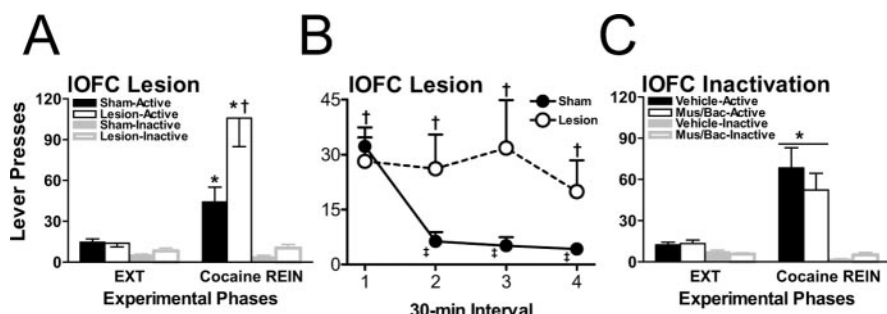 A
lOFC Lesion
Sham-Active
Lesion-Active
Sham-Inactive
Lesion-Inactive
Lever Presses
120
90
60
30
0
*
* †
EXT
Cocaine REIN
Experimental Phases
B
lOFC Lesion
Sham
Lesion
45
30
15
0
† † † †
‡ ‡ ‡
1 2 3 4
30-min Interval
C
lOFC Inactivation
Vehicle-Active
Mus/Bac-Active
Vehicle-Inactive
Mus/Bac-Inactive
120
90
60
30
0
*
EXT
Cocaine REIN
Experimental Phases